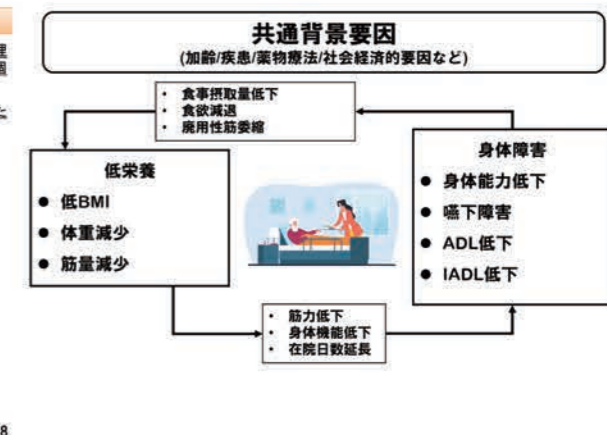 共通背景要因
(加齢/疾患/薬物療法/社会経済的要因など)
• 食事摂取量低下
• 食欲減退
• 廃用性筋委縮
低栄養
● 低BMI
● 体重減少
● 筋量減少
身体障害
● 身体能力低下
● 嚥下障害
● ADL低下
● IADL低下
• 筋力低下
• 身体機能低下
• 在院日数延長
8